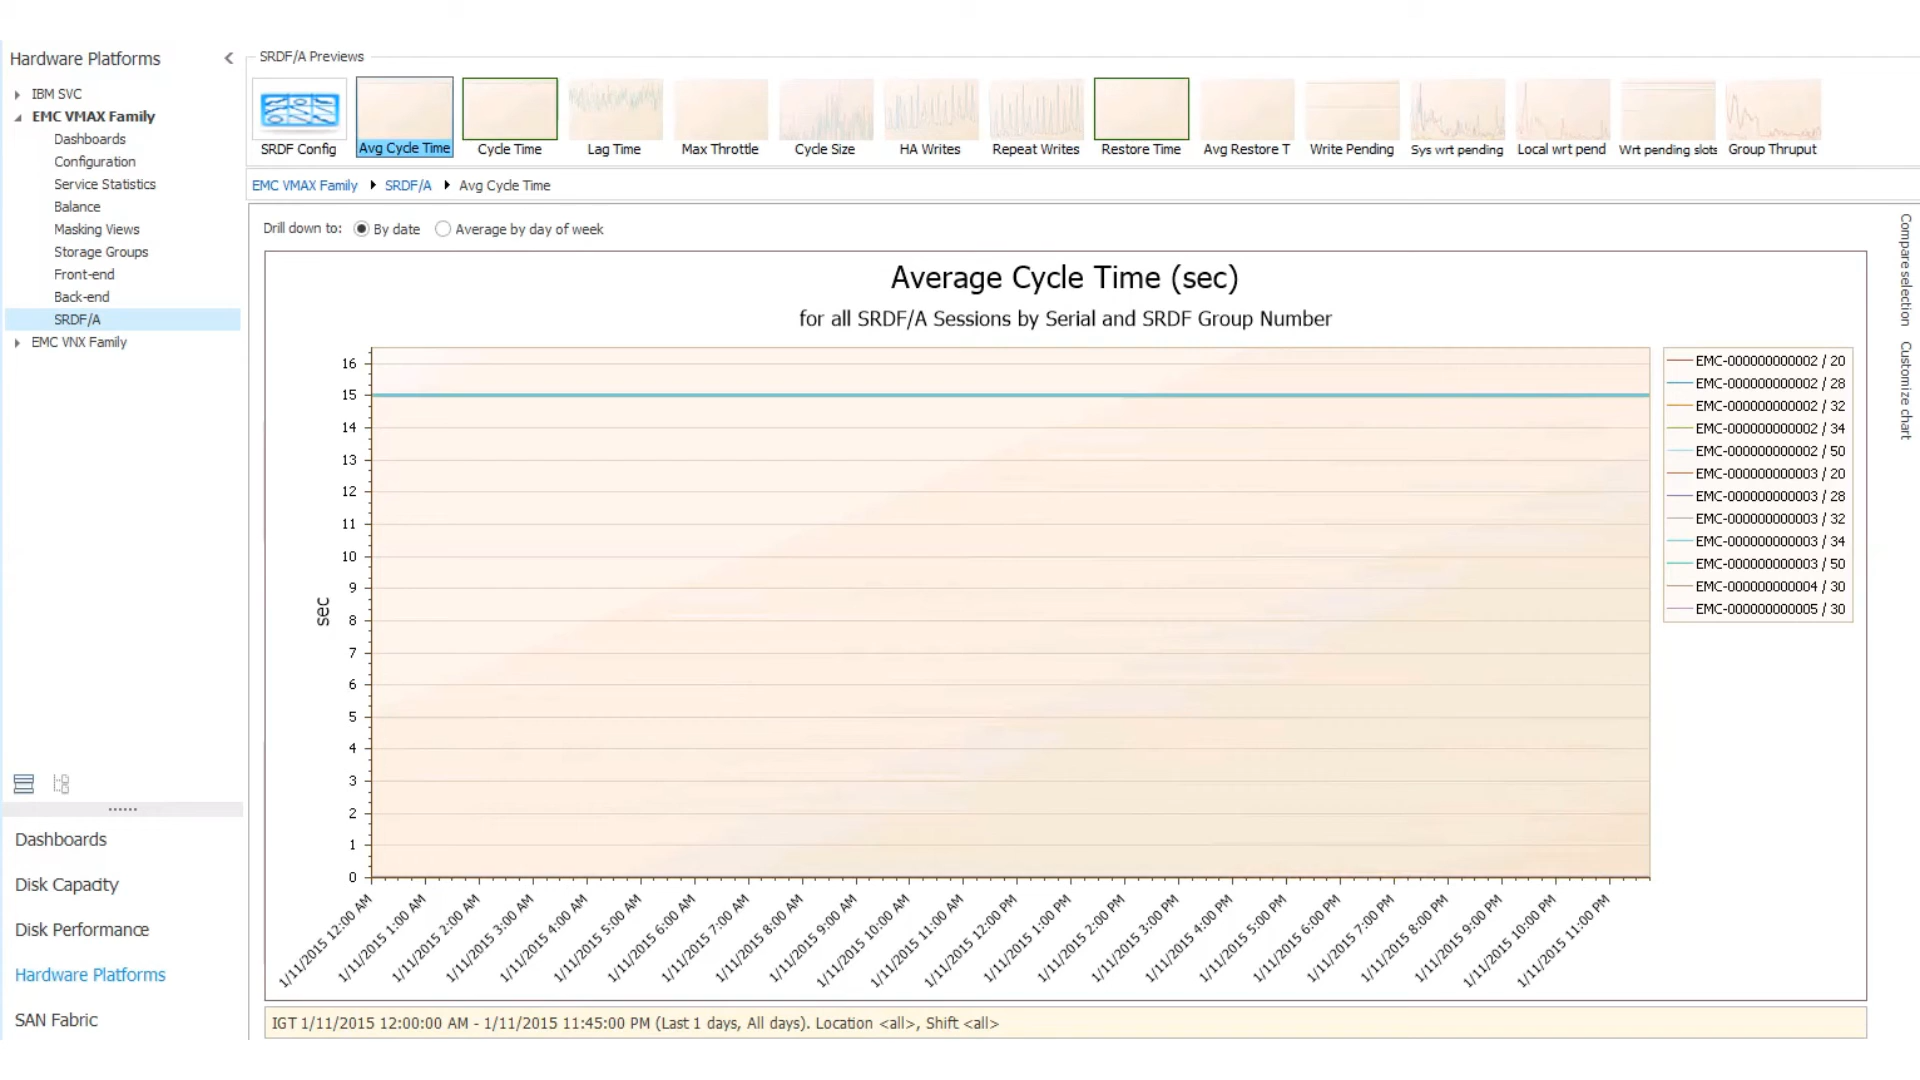 Hardware Platforms
IBM SVC
EMC VMAX Family
Dashboards
Configuration
Service Statistics
Balance
Masking Views
Storage Groups
Front-end
Back-end
SRDF/A
EMC VNX Family
Dashboards
Disk Capacity
Disk Performance
Hardware Platforms
SAN Fabric
SRDF/A Previews
SRDF Config
Avg Cycle Time
Cycle Time
Lag Time
Max Throttle
Cycle Size
HA Writes
Repeat Writes
Restore Time
Avg Restore T
Write Pending
Sys wrt pending
Local wrt pend
Wrt pending slots
Group Thruput
EMC VMAX Family SRDF/A Avg Cycle Time
Drill down to: By date Average by day of week
Average Cycle Time (sec)
for all SRDF/A Sessions by Serial and SRDF Group Number
sec
16
15
14
13
12
11
10
9
8
7
6
5
4
3
2
1
0
1/11/2015 12:00 AM
1/11/2015 1:00 AM
1/11/2015 2:00 AM
1/11/2015 3:00 AM
1/11/2015 4:00 AM
1/11/2015 5:00 AM
1/11/2015 6:00 AM
1/11/2015 7:00 AM
1/11/2015 8:00 AM
1/11/2015 9:00 AM
1/11/2015 10:00 AM
1/11/2015 11:00 AM
1/11/2015 12:00 PM
1/11/2015 1:00 PM
1/11/2015 2:00 PM
1/11/2015 3:00 PM
1/11/2015 4:00 PM
1/11/2015 5:00 PM
1/11/2015 6:00 PM
1/11/2015 7:00 PM
1/11/2015 8:00 PM
1/11/2015 9:00 PM
1/11/2015 10:00 PM
1/11/2015 11:00 PM
EMC-000000000002 / 20
EMC-000000000002 / 28
EMC-000000000002 / 32
EMC-000000000002 / 34
EMC-000000000002 / 50
EMC-000000000003 / 20
EMC-000000000003 / 28
EMC-000000000003 / 32
EMC-000000000003 / 34
EMC-000000000003 / 50
EMC-000000000004 / 30
EMC-000000000005 / 30
Compare selection
Customize chart
IGT 1/11/2015 12:00:00 AM - 1/11/2015 11:45:00 PM (Last 1 days, All days). Location <all>, Shift <all>